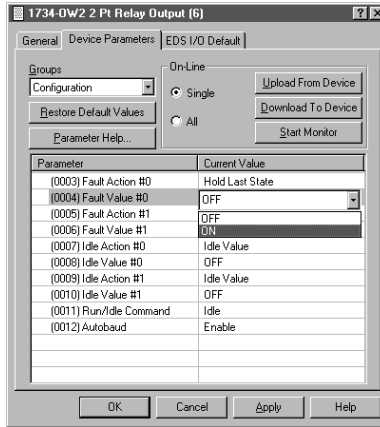 1734-OW2 2 Pt Relay Output (6)
General Device Parameters EDS I/O Default
Groups
Configuration
Restore Default Values
Parameter Help...
On-Line
Single
All
Upload From Device
Download To Device
Start Monitor
Parameter Current Value
(0003) Fault Action #0 Hold Last State
(0004) Fault Value #0 OFF
(0005) Fault Action #1 OFF
(0006) Fault Value #1 ON
(0007) Idle Action #0 Idle Value
(0008) Idle Value #0 OFF
(0009) Idle Action #1 Idle Value
(0010) Idle Value #1 OFF
(0011) Run/Idle Command Idle
(0012) Autobaud Enable
OK Cancel Apply Help